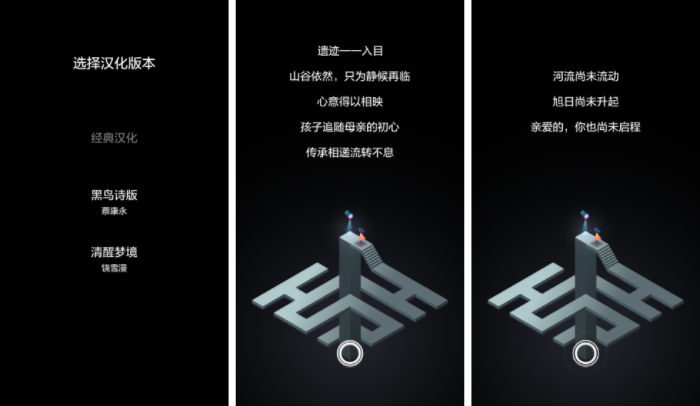 选择汉化版本
经典汉化
黑鸟诗版
蔡康永
清醒梦境
饶雪漫
遗迹一一入目
山谷依然，只为静候再临
心意得以相映
孩子追随母亲的初心
传承相递流转不息
河流尚未流动
旭日尚未升起
亲爱的，你也尚未启程